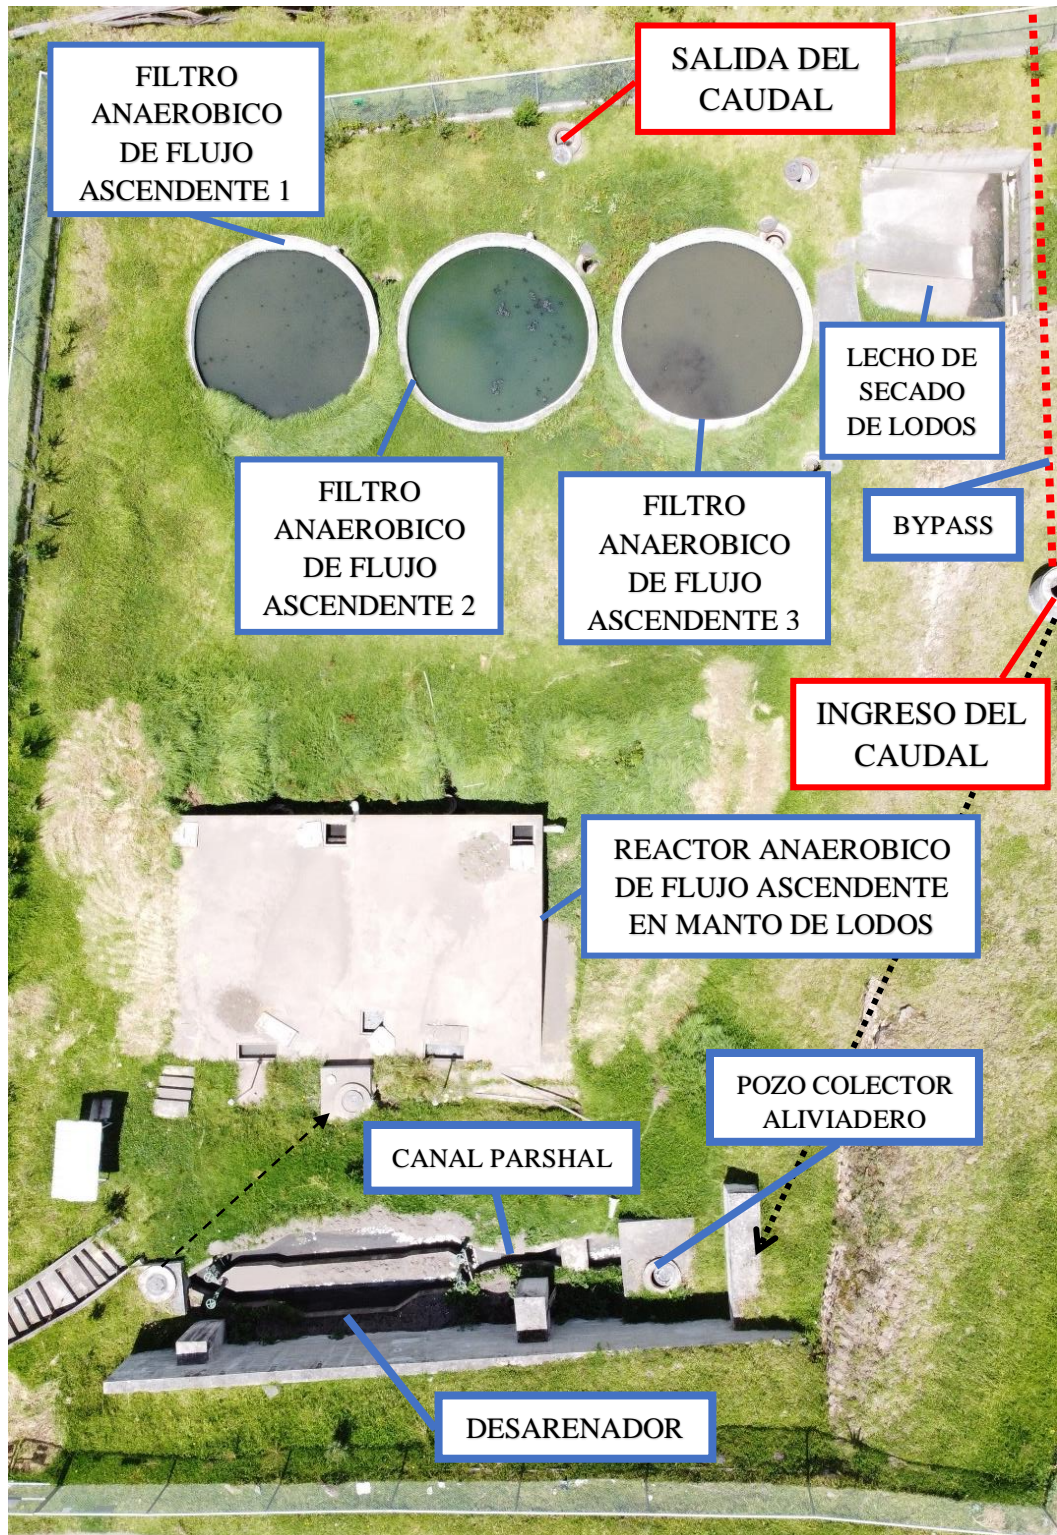 SALIDA DEL
CAUDAL
FILTRO
ANAEROBICO
DE FLUJO
ASCENDENTE 1
LECHO DE
SECADO
DE LODOS
FILTRO
ANAEROBICO
DE FLUJO
ASCENDENTE 2
FILTRO
ANAEROBICO
DE FLUJO
ASCENDENTE 3
BYPASS
INGRESO DEL
CAUDAL
REACTOR ANAEROBICO
DE FLUJO ASCENDENTE
EN MANTO DE LODOS
POZO COLECTOR
ALIVIADERO
CANAL PARSHAL
DESARENADOR